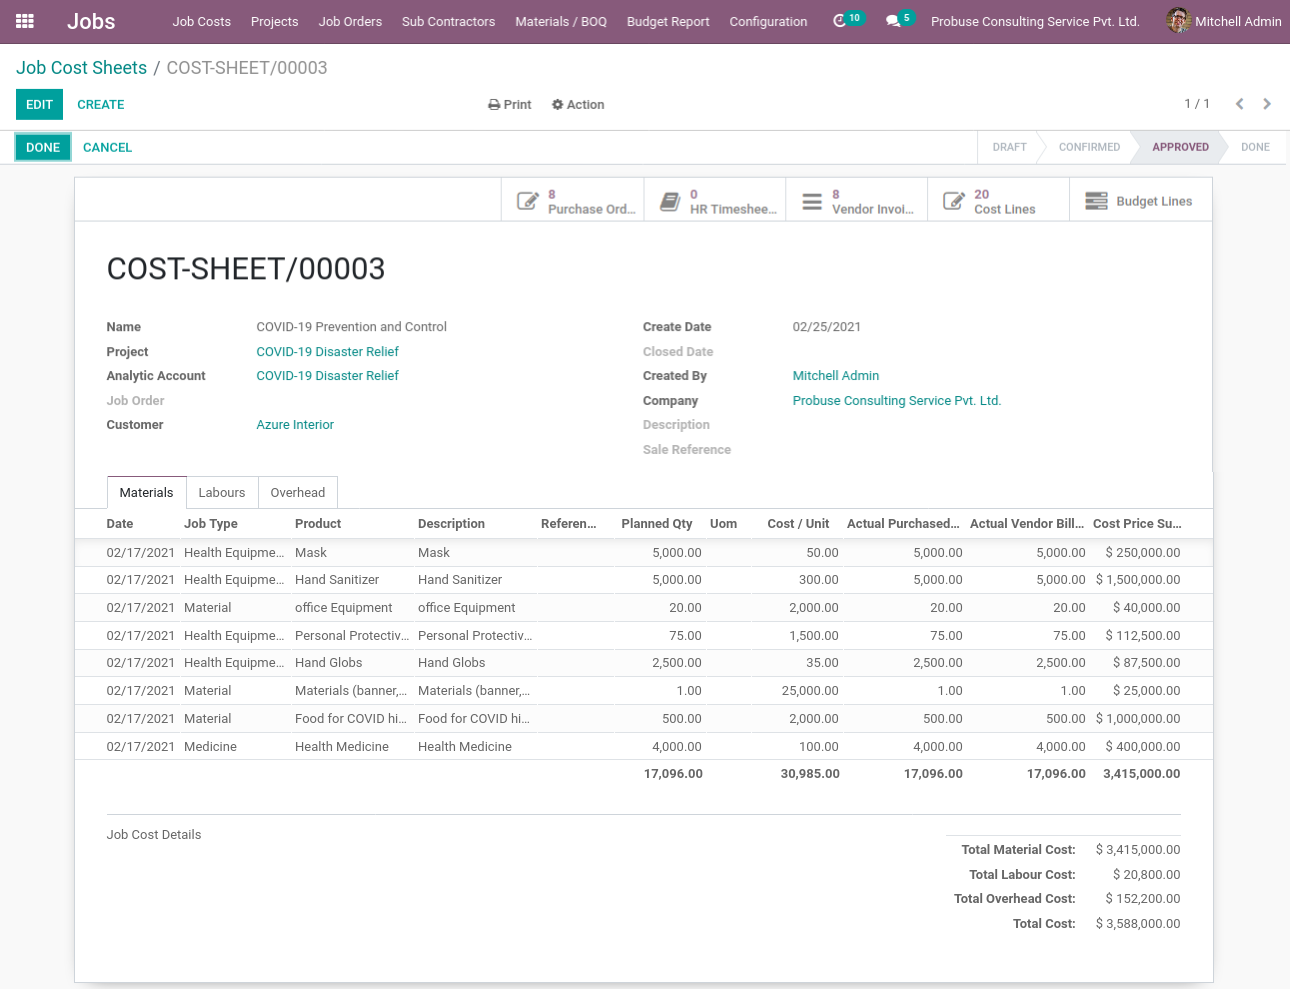 Jobs Job Costs Projects Job Orders Sub Contractors Materials / BOQ Budget Report Configuration 10 5 Probuse Consulting Service Pvt. Ltd. Mitchell Admin
Job Cost Sheets / COST-SHEET/00003
EDIT CREATE Print Action 1 / 1
DONE CANCEL DRAFT CONFIRMED APPROVED DONE
8 Purchase Ord... 0 HR Timeshee... 8 Vendor Invoi... 20 Cost Lines Budget Lines
COST-SHEET/00003
Name COVID-19 Prevention and Control Create Date 02/25/2021
Project COVID-19 Disaster Relief Closed Date
Analytic Account COVID-19 Disaster Relief Created By Mitchell Admin
Job Order Company Probuse Consulting Service Pvt. Ltd.
Customer Azure Interior Description
Sale Reference
Materials Labours Overhead
Date Job Type Product Description Referen... Planned Qty Uom Cost / Unit Actual Purchased... Actual Vendor Bill... Cost Price Su...
02/17/2021 Health Equipme... Mask Mask 5,000.00 50.00 5,000.00 5,000.00 $ 250,000.00
02/17/2021 Health Equipme... Hand Sanitizer Hand Sanitizer 5,000.00 300.00 5,000.00 5,000.00 $ 1,500,000.00
02/17/2021 Material office Equipment office Equipment 20.00 2,000.00 20.00 20.00 $ 40,000.00
02/17/2021 Health Equipme... Personal Protectiv... Personal Protectiv... 75.00 1,500.00 75.00 75.00 $ 112,500.00
02/17/2021 Health Equipme... Hand Globs Hand Globs 2,500.00 35.00 2,500.00 2,500.00 $ 87,500.00
02/17/2021 Material Materials (banner,... Materials (banner,... 1.00 25,000.00 1.00 1.00 $ 25,000.00
02/17/2021 Material Food for COVID hi... Food for COVID hi... 500.00 2,000.00 500.00 500.00 $ 1,000,000.00
02/17/2021 Medicine Health Medicine Health Medicine 4,000.00 100.00 4,000.00 4,000.00 $ 400,000.00
17,096.00 30,985.00 17,096.00 17,096.00 3,415,000.00
Job Cost Details
Total Material Cost: $ 3,415,000.00
Total Labour Cost: $ 20,800.00
Total Overhead Cost: $ 152,200.00
Total Cost: $ 3,588,000.00